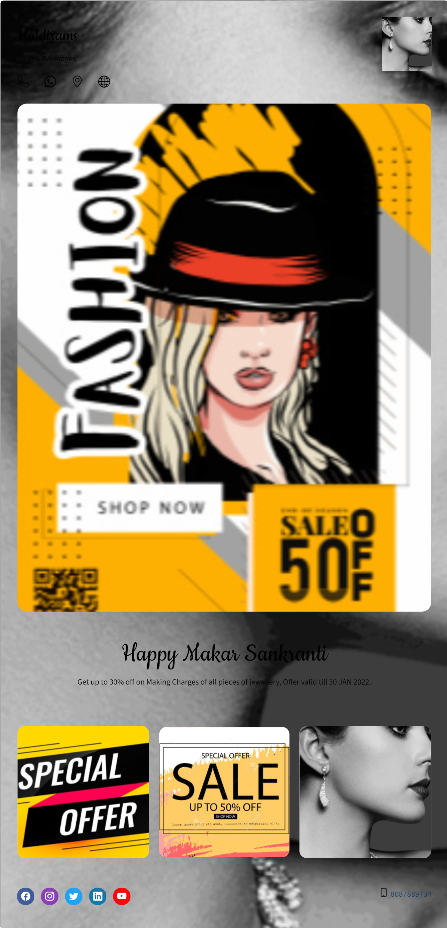 Haldirams
FASHION
SHOP NOW
END OF SEASON
SALE
50
OFF
Happy Makar Sankranti
Get up to 30% off on Making Charges of all pieces of jewellery, Offer valid till 30 JAN 2022.
SPECIAL
OFFER
SPECIAL OFFER
SALE
UP TO 50% OFF
SHOP NOW